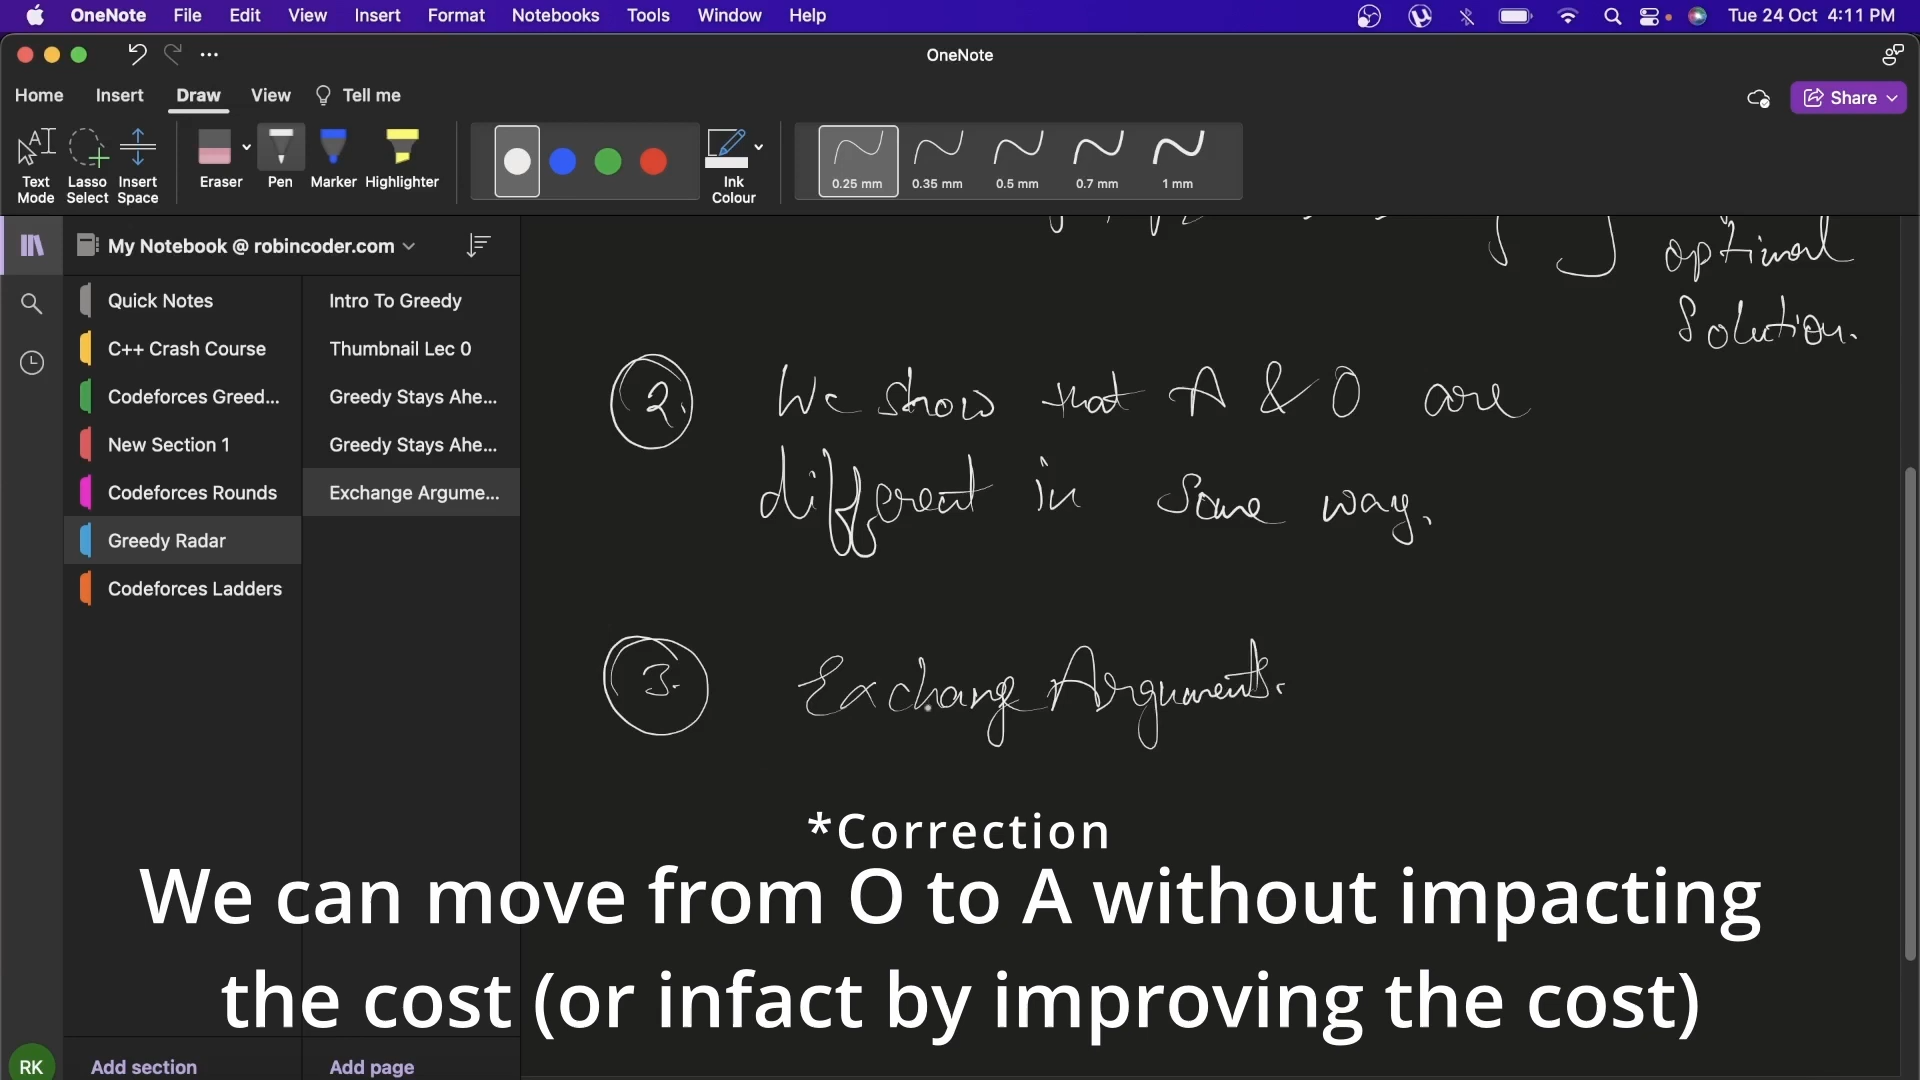 OneNote File Edit View Insert Format Notebooks Tools Window Help Tue 24 Oct 4:11 PM
OneNote
Home Insert Draw View Tell me Share
Text Mode
Lasso Select
Insert Space
Eraser
Pen
Marker
Highlighter
Ink Colour
0.25 mm 0.35 mm 0.5 mm 0.7 mm 1 mm
My Notebook @ robincoder.com
Quick Notes
C++ Crash Course
Codeforces Greed...
New Section 1
Codeforces Rounds
Greedy Radar
Codeforces Ladders
Intro To Greedy
Thumbnail Lec 0
Greedy Stays Ahe...
Greedy Stays Ahe...
Exchange Argume...
optimal
Solution.
2. We show that A & O are
different in some way.
3. Exchange Arguments.
*Correction
We can move from O to A without impacting
the cost (or infact by improving the cost)
RK Add section Add page